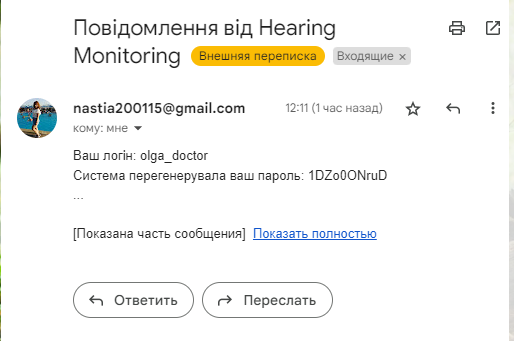 Повідомлення від Hearing
Monitoring Внешняя переписка Входящие ×
nastia200115@gmail.com 12:11 (1 час назад)
кому: мне
Ваш логін: olga_doctor
Система перегенерувала ваш пароль: 1DZo0ONruD
...
[Показана часть сообщения] Показать полностью
Ответить Переслать